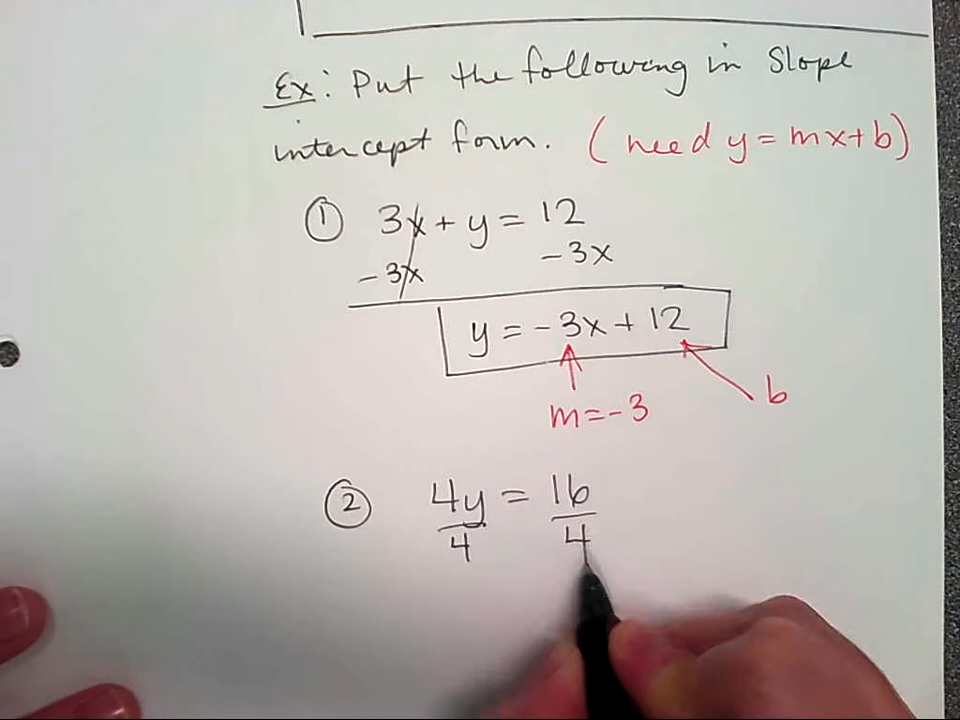 Ex: Put the following in Slope
intercept form. (need y = mx+b)
① 3x + y = 12
-3x -3x
y = -3x + 12
m=-3 b
② 4y = 16
4 4